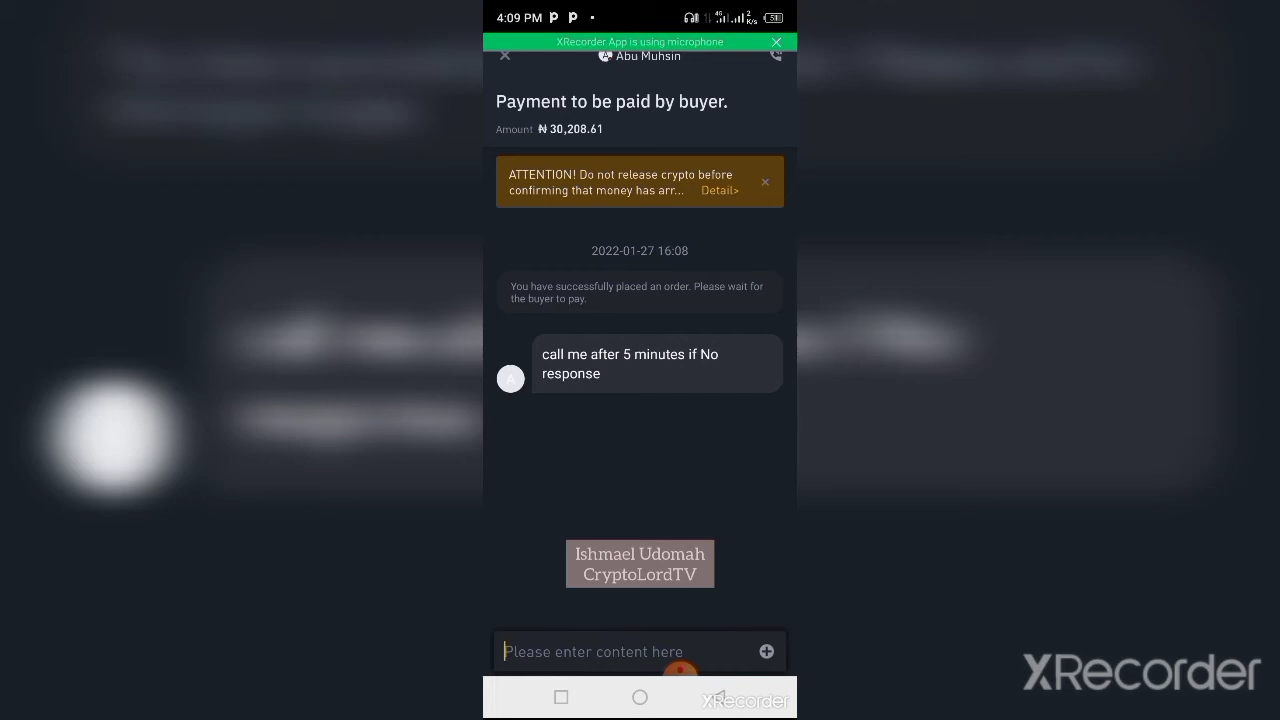 4:09 PM
4G
2
K/s
58
XRecorder App is using microphone
A Abu Muhsin
Payment to be paid by buyer.
Amount ₦ 30,208.61
ATTENTION! Do not release crypto before
confirming that money has arr... Detail>
2022-01-27 16:08
You have successfully placed an order. Please wait for
the buyer to pay.
call me after 5 minutes if No
response
A
Ishmael Udomah
CryptoLordTV
Please enter content here
XRecorder
XRecorder